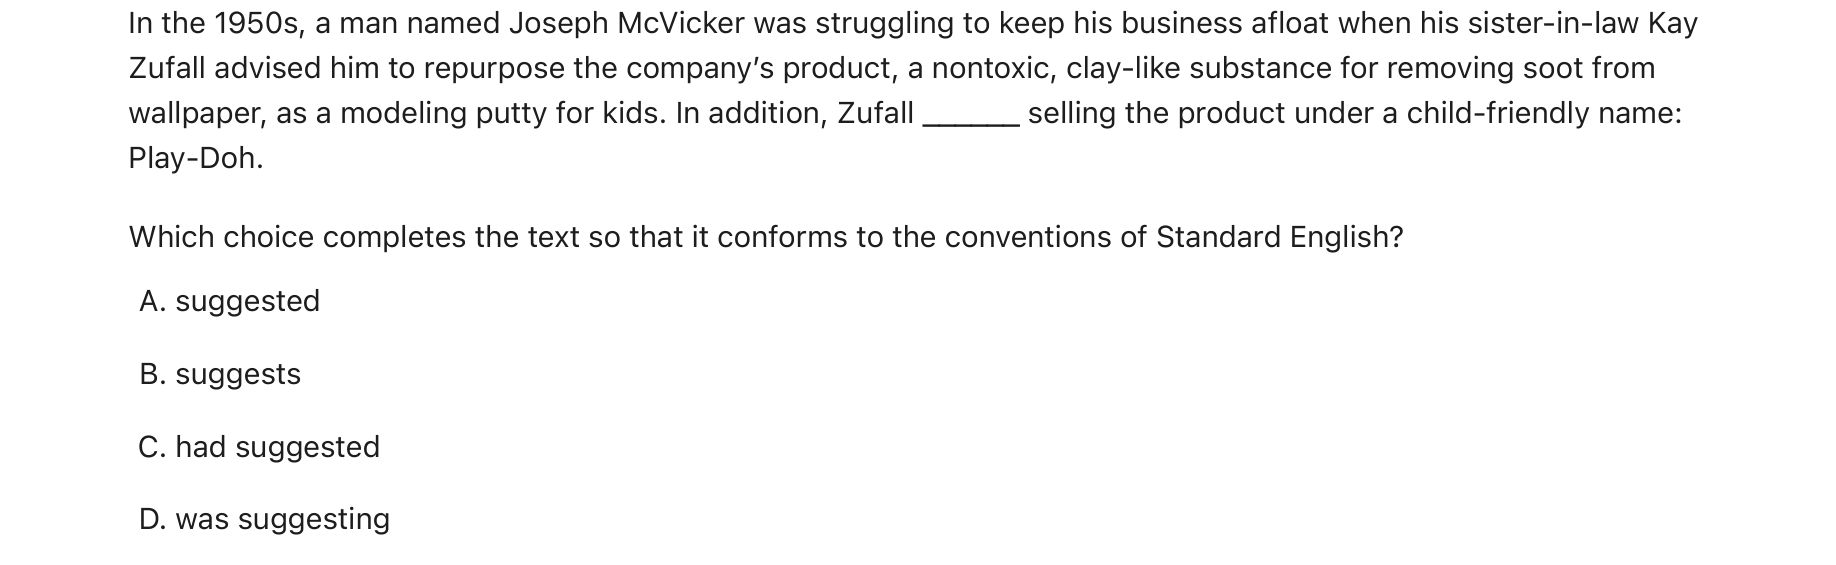 In the 1950s, a man named Joseph McVicker was struggling to keep his business afloat when his sister-in-law Kay
Zufall advised him to repurpose the company’s product, a nontoxic, clay-like substance for removing soot from
wallpaper, as a modeling putty for kids. In addition, Zufall ______ selling the product under a child-friendly name:
Play-Doh.
Which choice completes the text so that it conforms to the conventions of Standard English?
A. suggested
B. suggests
C. had suggested
D. was suggesting